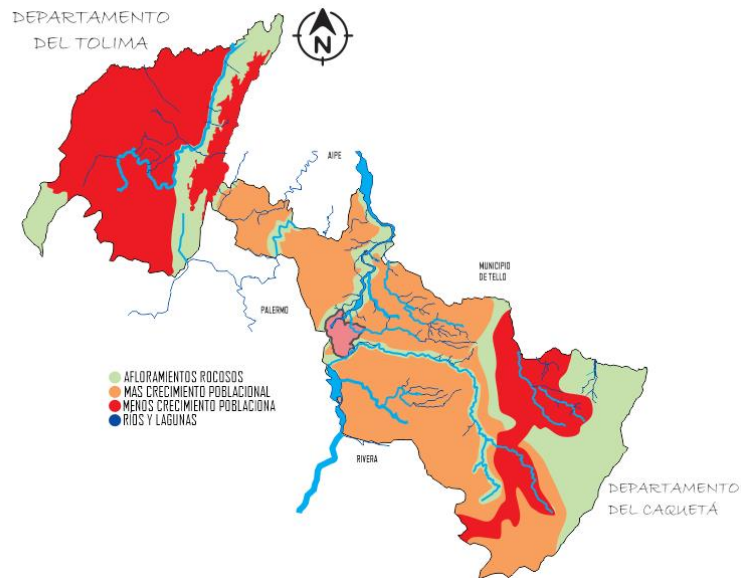 DEPARTAMENTO
DEL TOLIMA
N
AIPE
MUNICIPIO
DE TELLO
PALERMO
AFLORAMIENTOS ROCOSOS
MAS CRECIMIENTO POBLACIONAL
MENOS CRECIMIENTO POBLACIONA
RIOS Y LAGUNAS
RIVERA
DEPARTAMENTO
DEL CAQUETÁ